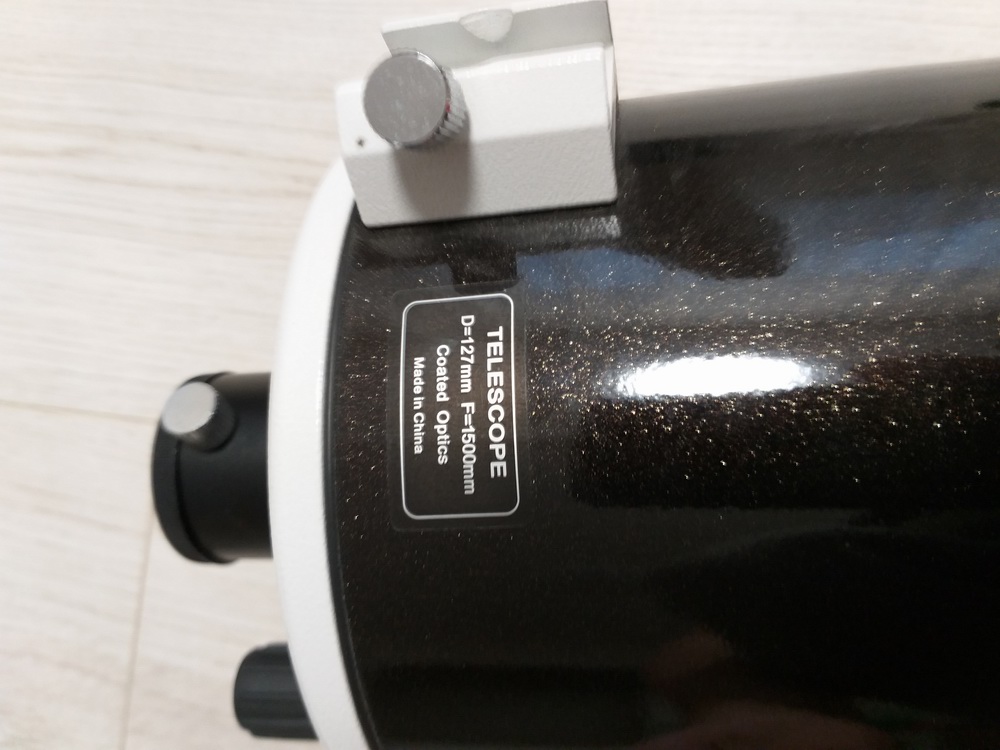 TELESCOPE
D=127mm F=1500mm
Coated Optics
Made in China